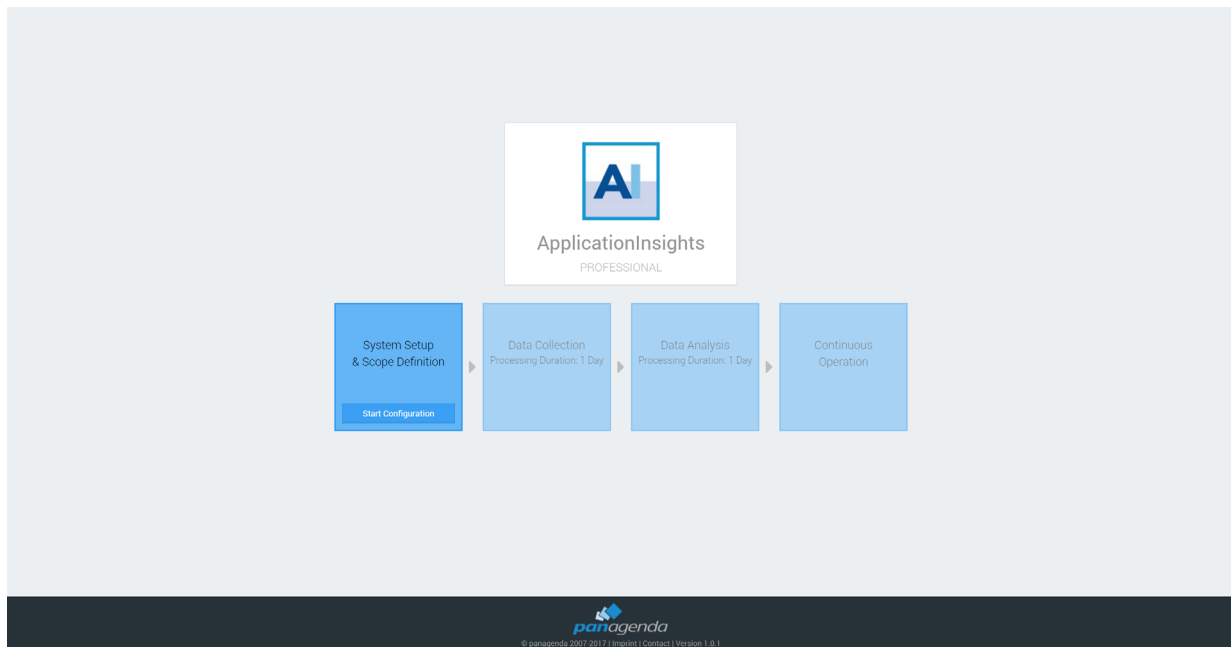 AI
ApplicationInsights
PROFESSIONAL
System Setup
& Scope Definition
Start Configuration
Data Collection
Processing Duration: 1 Day
Data Analysis
Processing Duration: 1 Day
Continuous
Operation
panagenda
© panagenda 2007-2017 | Imprint | Contact | Version 1.0.1